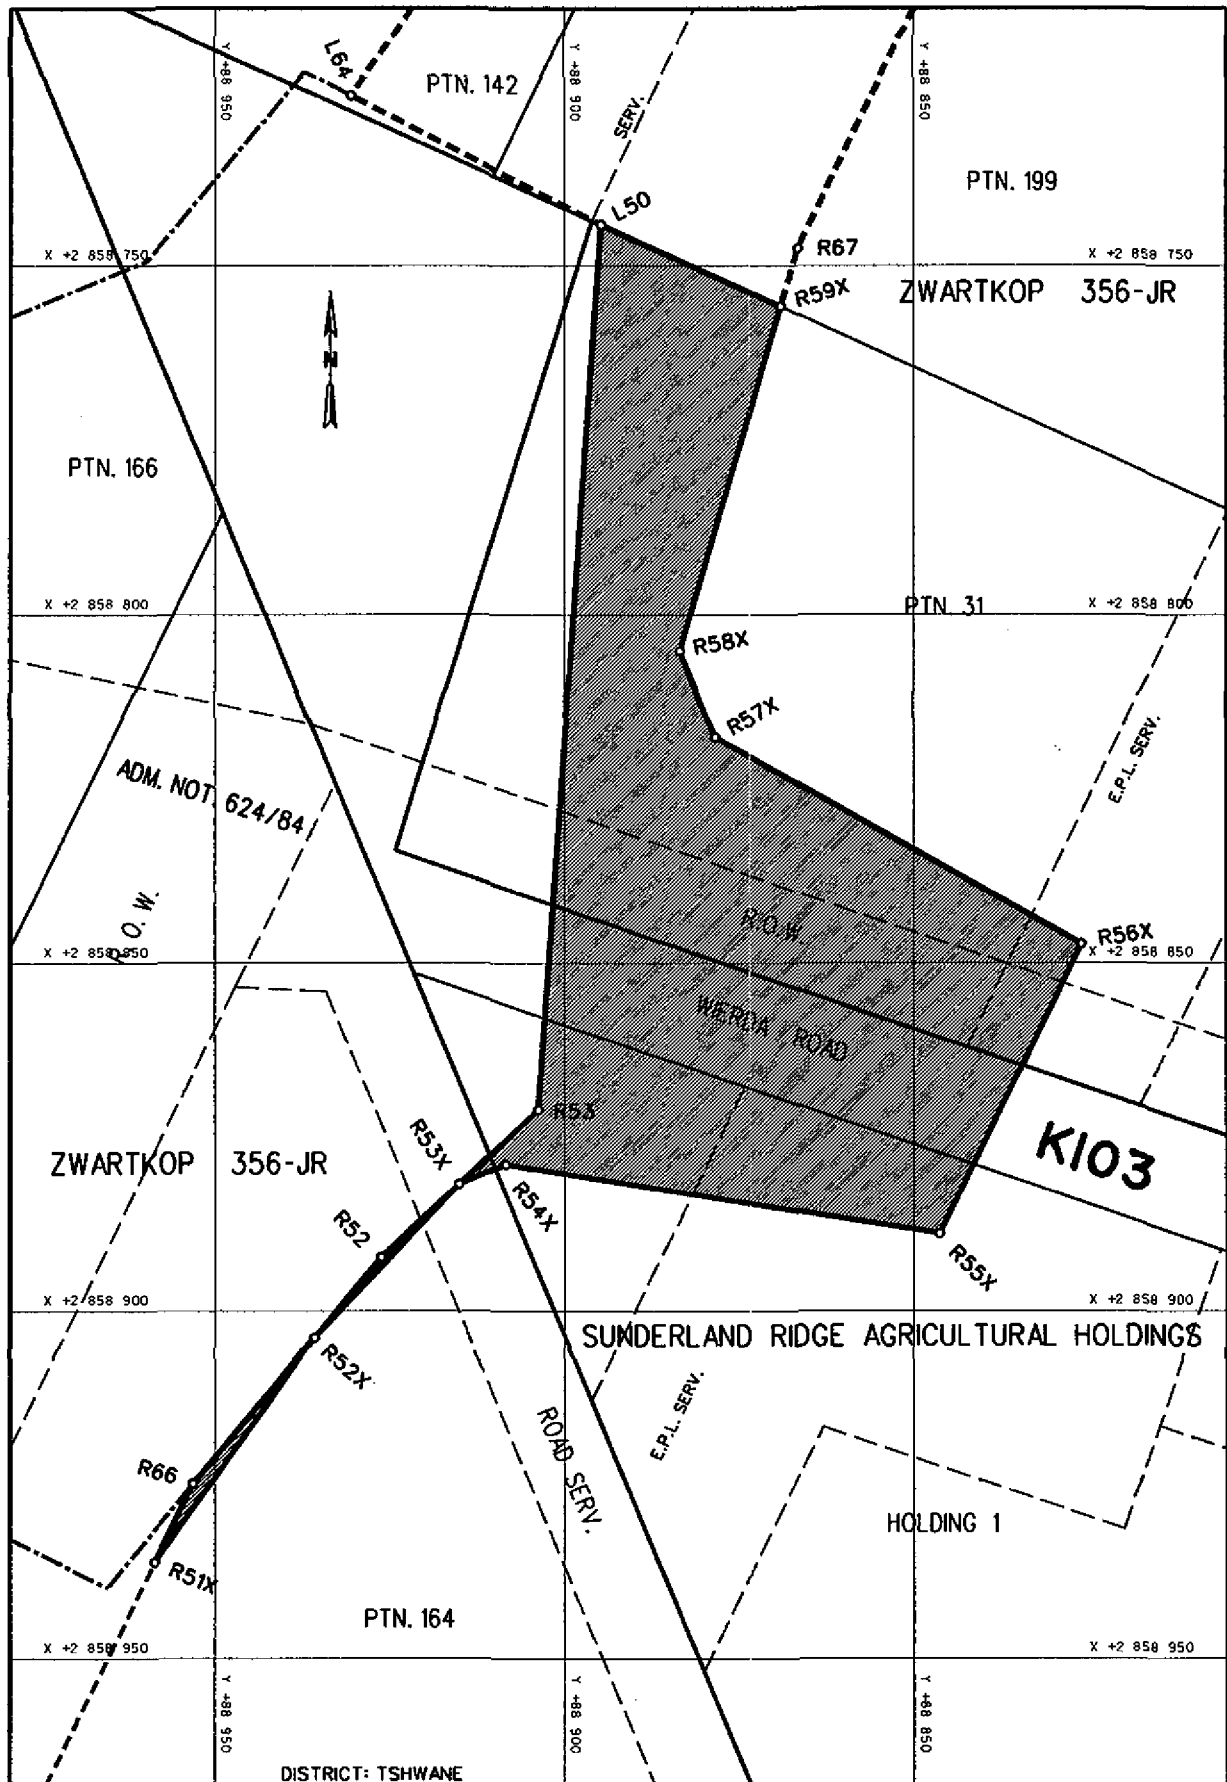 Y +88 950
L64
PTN. 142
Y +88 900
SERV.
Y +88 850
PTN. 199
L50
R67
X +2 858 750
X +2 858 750
R59X
ZWARTKOP 356-JR
N
PTN. 166
X +2 858 800
PTN. 31
X +2 858 800
R58X
R57X
E.P.L. SERV.
ADM. NOT. 624/84
R. O. W.
R.O.W.
R56X
X +2 858 850
X +2 858 850
WIERDA ROAD
R53
R53X
K103
ZWARTKOP 356-JR
R54X
R52
R55X
X +2 858 900
X +2 858 900
SUNDERLAND RIDGE AGRICULTURAL HOLDINGS
R52X
E.P.L. SERV.
ROAD SERV.
R66
HOLDING 1
R51X
PTN. 164
X +2 858 950
X +2 858 950
Y +88 950
Y +88 900
Y +88 850
DISTRICT: TSHWANE